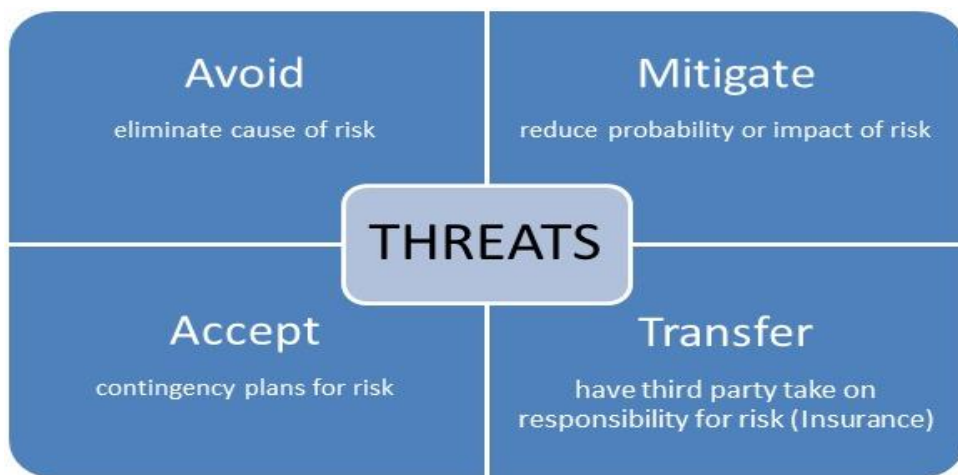 Avoid
eliminate cause of risk
Mitigate
reduce probability or impact of risk
THREATS
Accept
contingency plans for risk
Transfer
have third party take on
responsibility for risk (Insurance)